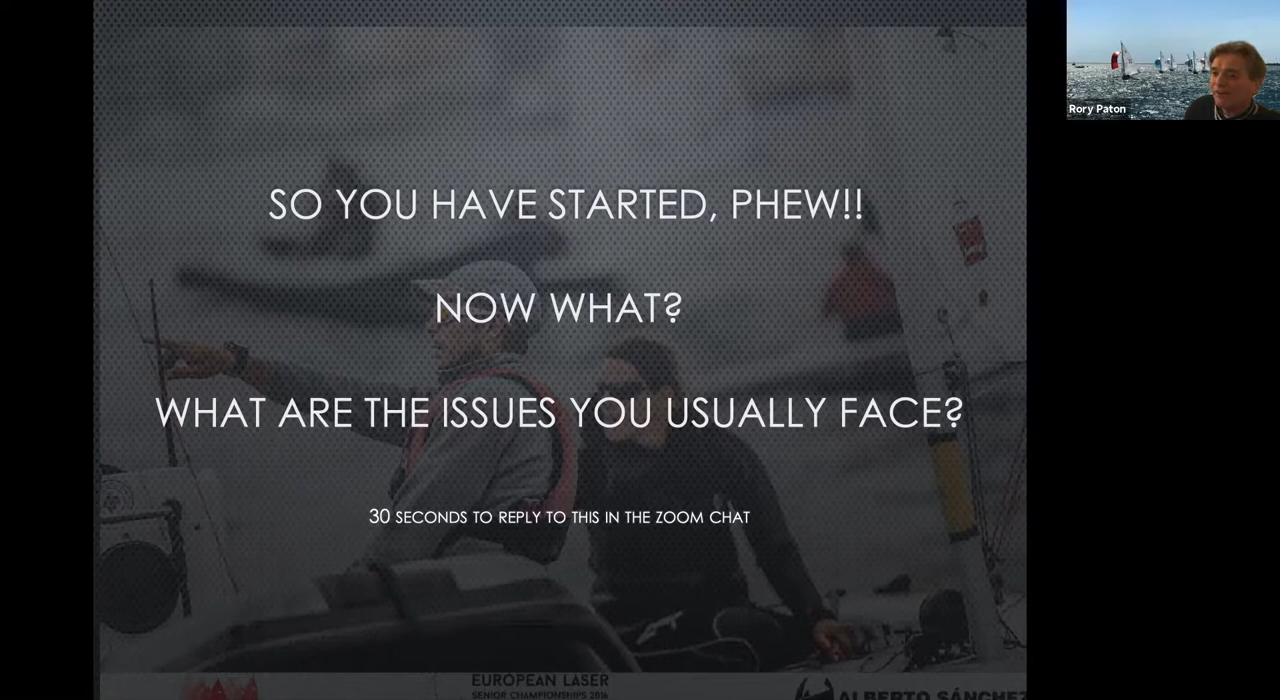 SO YOU HAVE STARTED, PHEW!!
NOW WHAT?
WHAT ARE THE ISSUES YOU USUALLY FACE?
30 SECONDS TO REPLY TO THIS IN THE ZOOM CHAT
EUROPEAN LASER
SENIOR CHAMPIONSHIPS 2016
ALBERTO SÁNCHEZ
Rory Paton